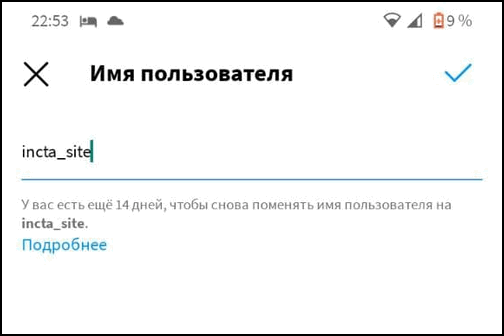 22:53 9 %
Имя пользователя
incta_site
У вас есть ещё 14 дней, чтобы снова поменять имя пользователя на
incta_site.
Подробнее